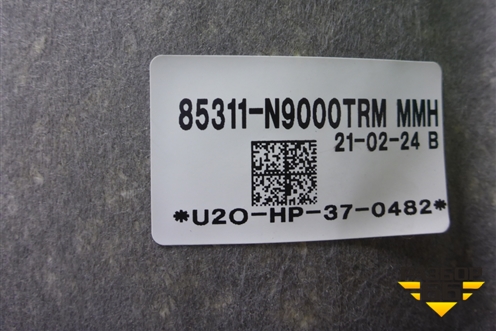 85311-N9000TRM MMH
21-02-24 B
*U2O-HP-37-0482*